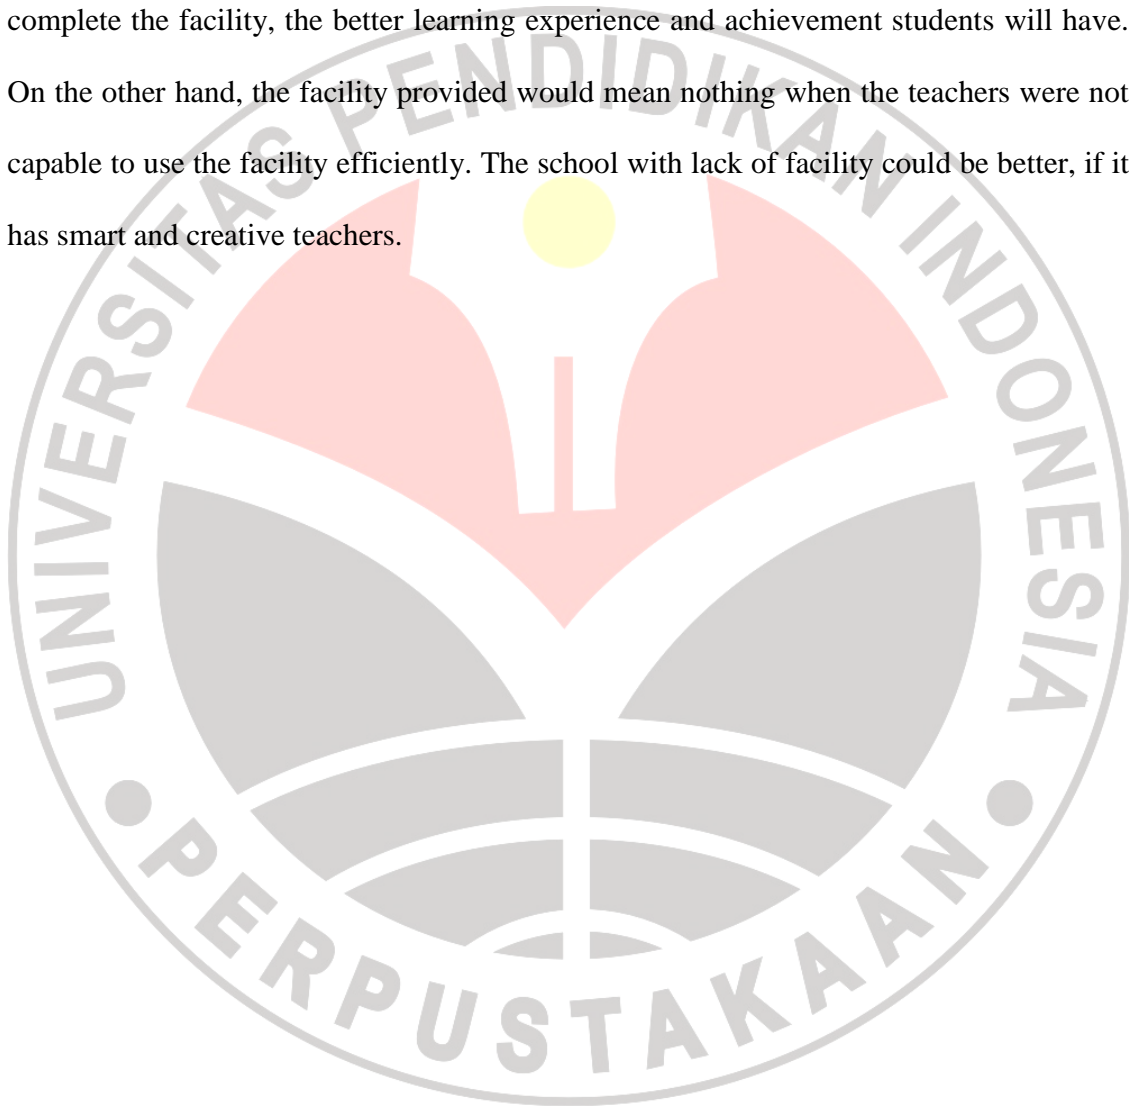 complete the facility, the better learning experience and achievement students will have.
On the other hand, the facility provided would mean nothing when the teachers were not
capable to use the facility efficiently. The school with lack of facility could be better, if it
has smart and creative teachers.
UNIVERSITAS PENDIDIKAN INDONESIA
PERPUSTAKAAN